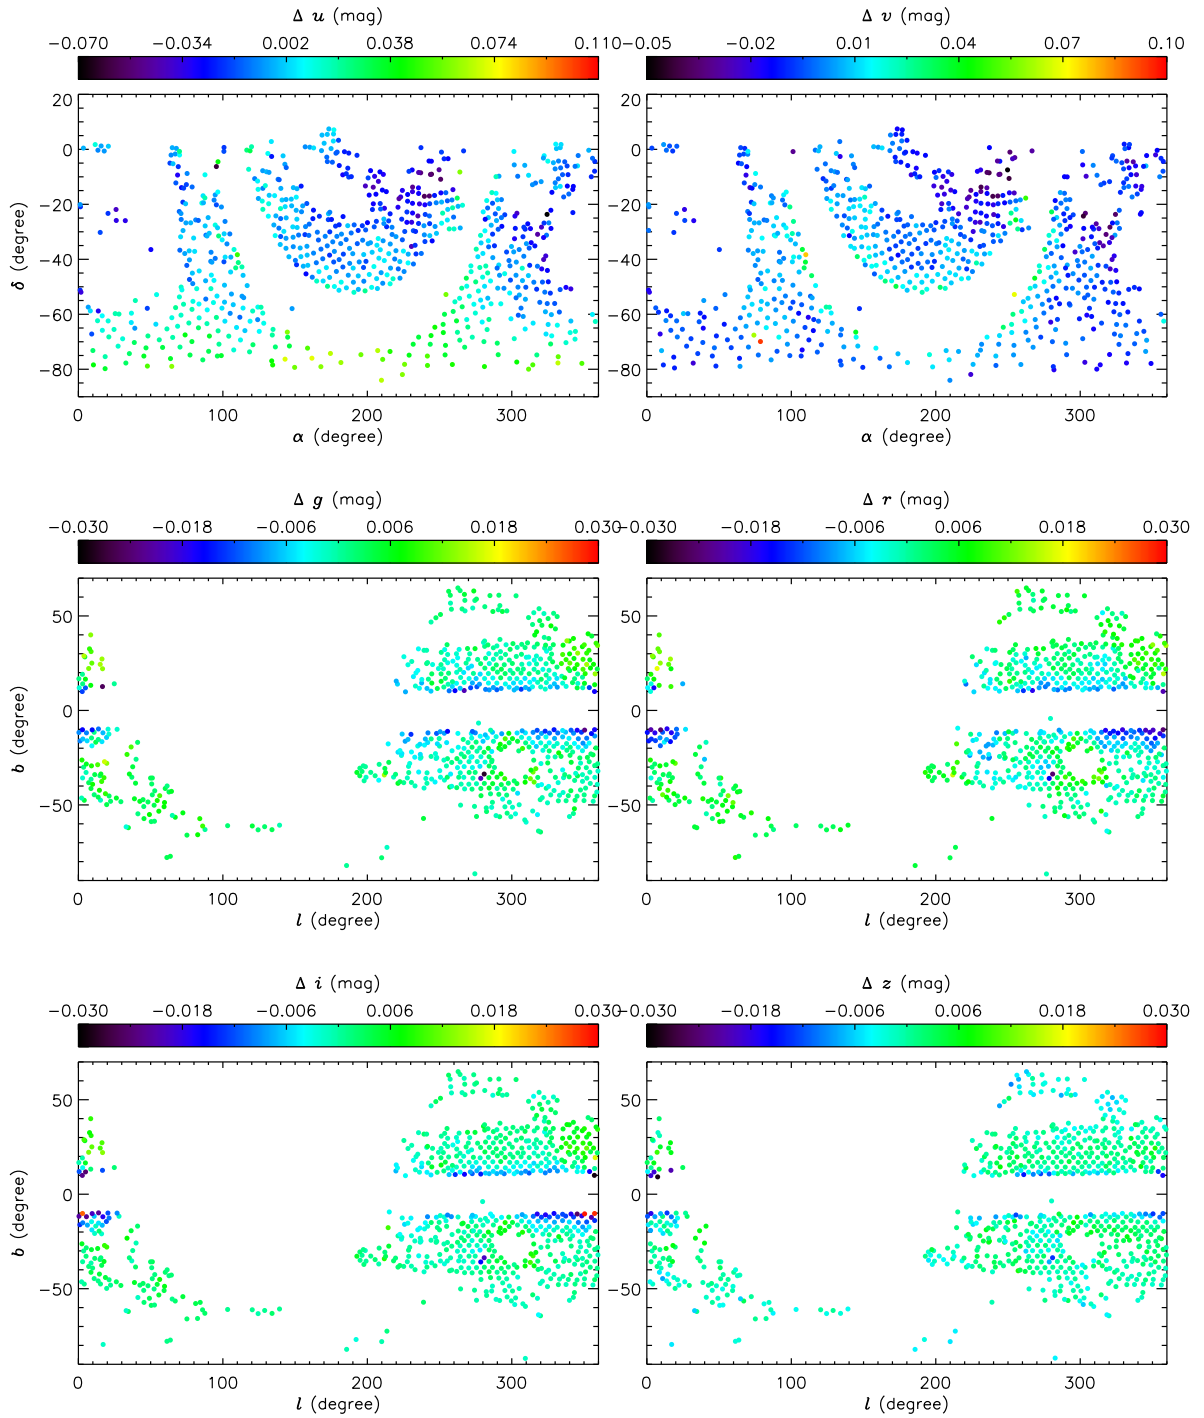 Δ u (mag) Δ v (mag)
−0.070 −0.034 0.002 0.038 0.074 0.110 −0.05 −0.02 0.01 0.04 0.07 0.10
20 20
0 0
−20 −20
−40 −40
−60 −60
−80 −80
δ (degree)
0 100 200 300 0 100 200 300
α (degree) α (degree)
Δ g (mag) Δ r (mag)
−0.030 −0.018 −0.006 0.006 0.018 0.030 −0.030 −0.018 −0.006 0.006 0.018 0.030
50 50
0 0
−50 −50
b (degree)
0 100 200 300 0 100 200 300
l (degree) l (degree)
Δ i (mag) Δ z (mag)
−0.030 −0.018 −0.006 0.006 0.018 0.030 −0.030 −0.018 −0.006 0.006 0.018 0.030
50 50
0 0
−50 −50
b (degree)
0 100 200 300 0 100 200 300
l (degree) l (degree)